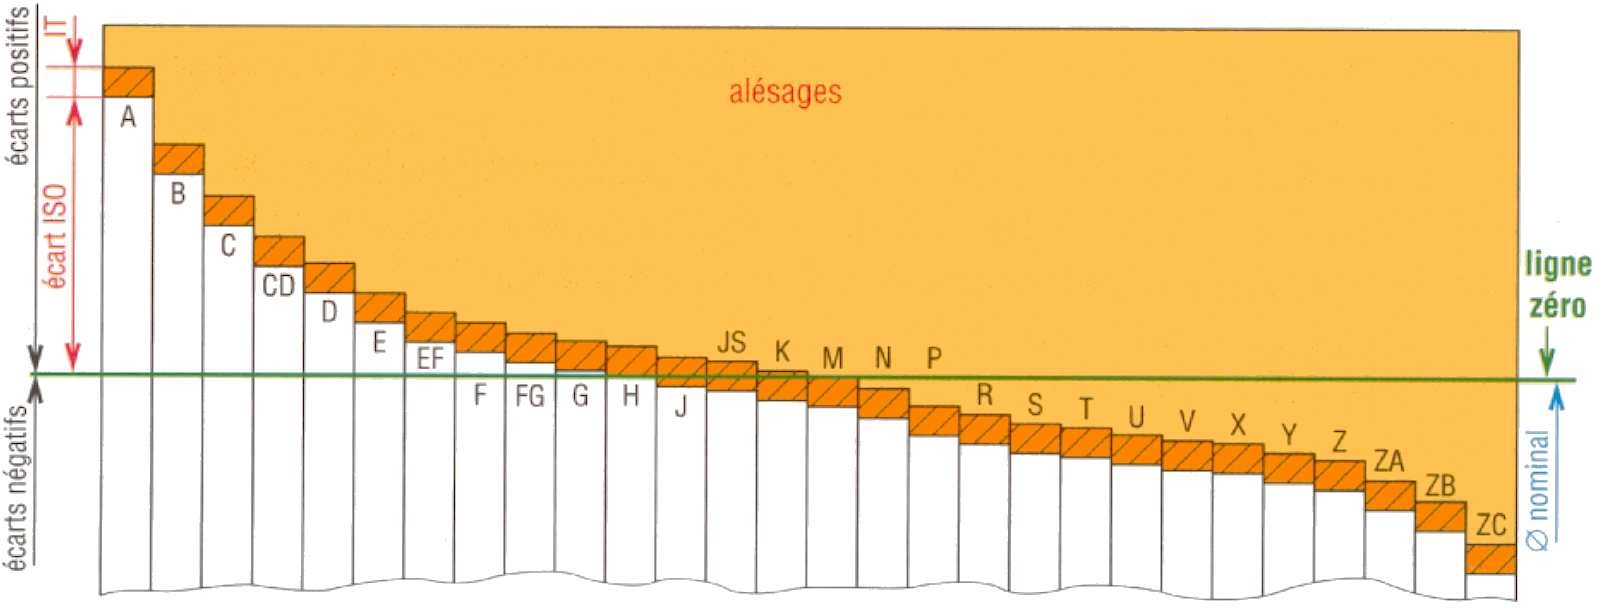 écarts positifs
IT
alésages
A
B
écart ISO
C
CD
D
E
EF
F
FG
G
H
J
JS
K
M
N
P
R
S
T
U
V
X
Y
Z
ZA
ZB
ZC
ligne
zéro
écarts négatifs
Ø nominal